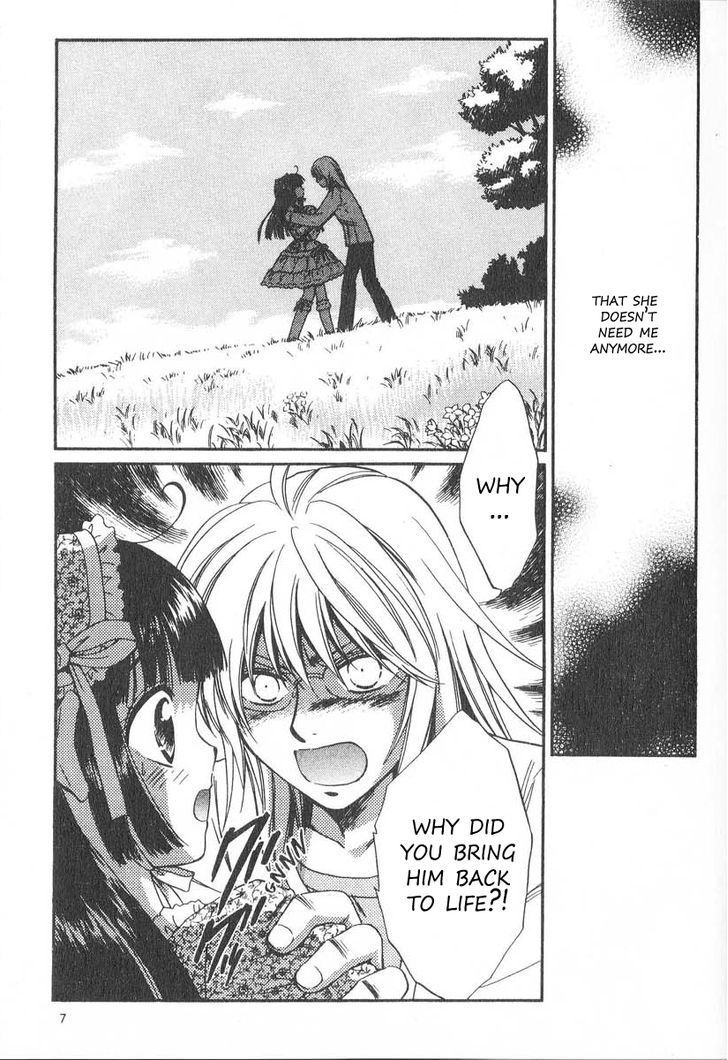 THAT SHE
DOESN'T
NEED ME
ANYMORE...
WHY
...
WHY DID
YOU BRING
HIM BACK
TO LIFE?!
GNNN
7